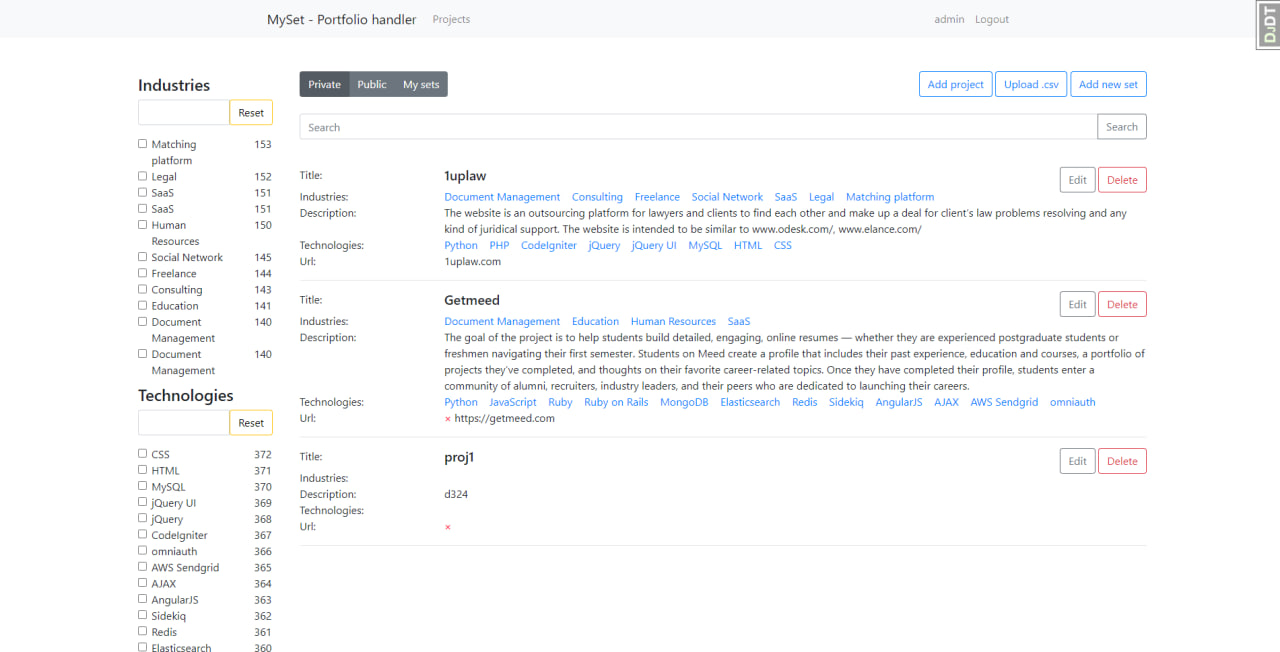 MySet - Portfolio handler Projects admin Logout
DJDT
Industries
Reset
Matching platform 153
Legal 152
SaaS 151
SaaS 151
Human Resources 150
Social Network 145
Freelance 144
Consulting 143
Education 141
Document Management 140
Document Management 140
Technologies
Reset
CSS 372
HTML 371
MySQL 370
jQuery UI 369
jQuery 368
CodeIgniter 367
omniauth 366
AWS Sendgrid 365
AJAX 364
AngularJS 363
Sidekiq 362
Redis 361
Elasticsearch 360
Private Public My sets Add project Upload .csv Add new set
Search Search
Title: 1uplaw Edit Delete
Industries: Document Management Consulting Freelance Social Network SaaS Legal Matching platform
Description: The website is an outsourcing platform for lawyers and clients to find each other and make up a deal for client's law problems resolving and any
kind of juridical support. The website is intended to be similar to www.odesk.com/, www.elance.com/
Technologies: Python PHP CodeIgniter jQuery jQuery UI MySQL HTML CSS
Url: 1uplaw.com
Title: Getmeed Edit Delete
Industries: Document Management Education Human Resources SaaS
Description: The goal of the project is to help students build detailed, engaging, online resumes — whether they are experienced postgraduate students or
freshmen navigating their first semester. Students on Meed create a profile that includes their past experience, education and courses, a portfolio of
projects they've completed, and thoughts on their favorite career-related topics. Once they have completed their profile, students enter a
community of alumni, recruiters, industry leaders, and their peers who are dedicated to launching their careers.
Technologies: Python JavaScript Ruby Ruby on Rails MongoDB Elasticsearch Redis Sidekiq AngularJS AJAX AWS Sendgrid omniauth
Url: × https://getmeed.com
Title: proj1 Edit Delete
Industries:
Description: d324
Technologies:
Url: ×